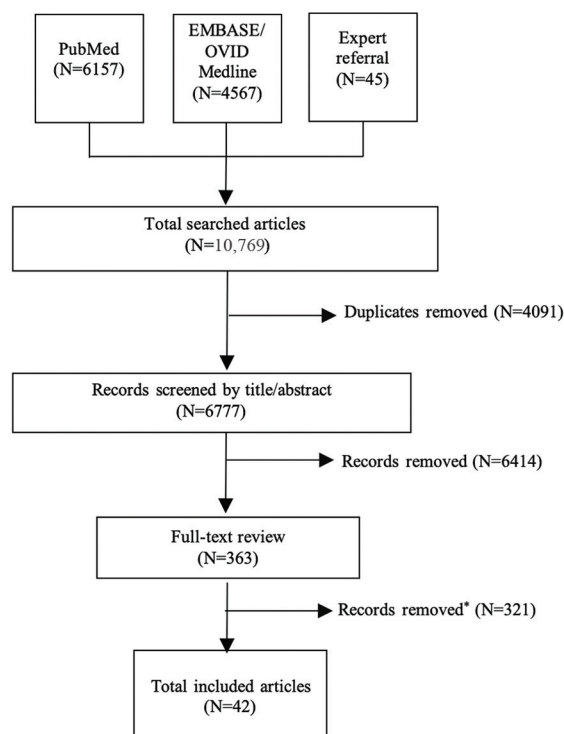 PubMed
(N=6157)
EMBASE/
OVID
Medline
(N=4567)
Expert
referral
(N=45)
Total searched articles
(N=10,769)
Duplicates removed (N=4091)
Records screened by title/abstract
(N=6777)
Records removed (N=6414)
Full-text review
(N=363)
Records removed* (N=321)
Total included articles
(N=42)